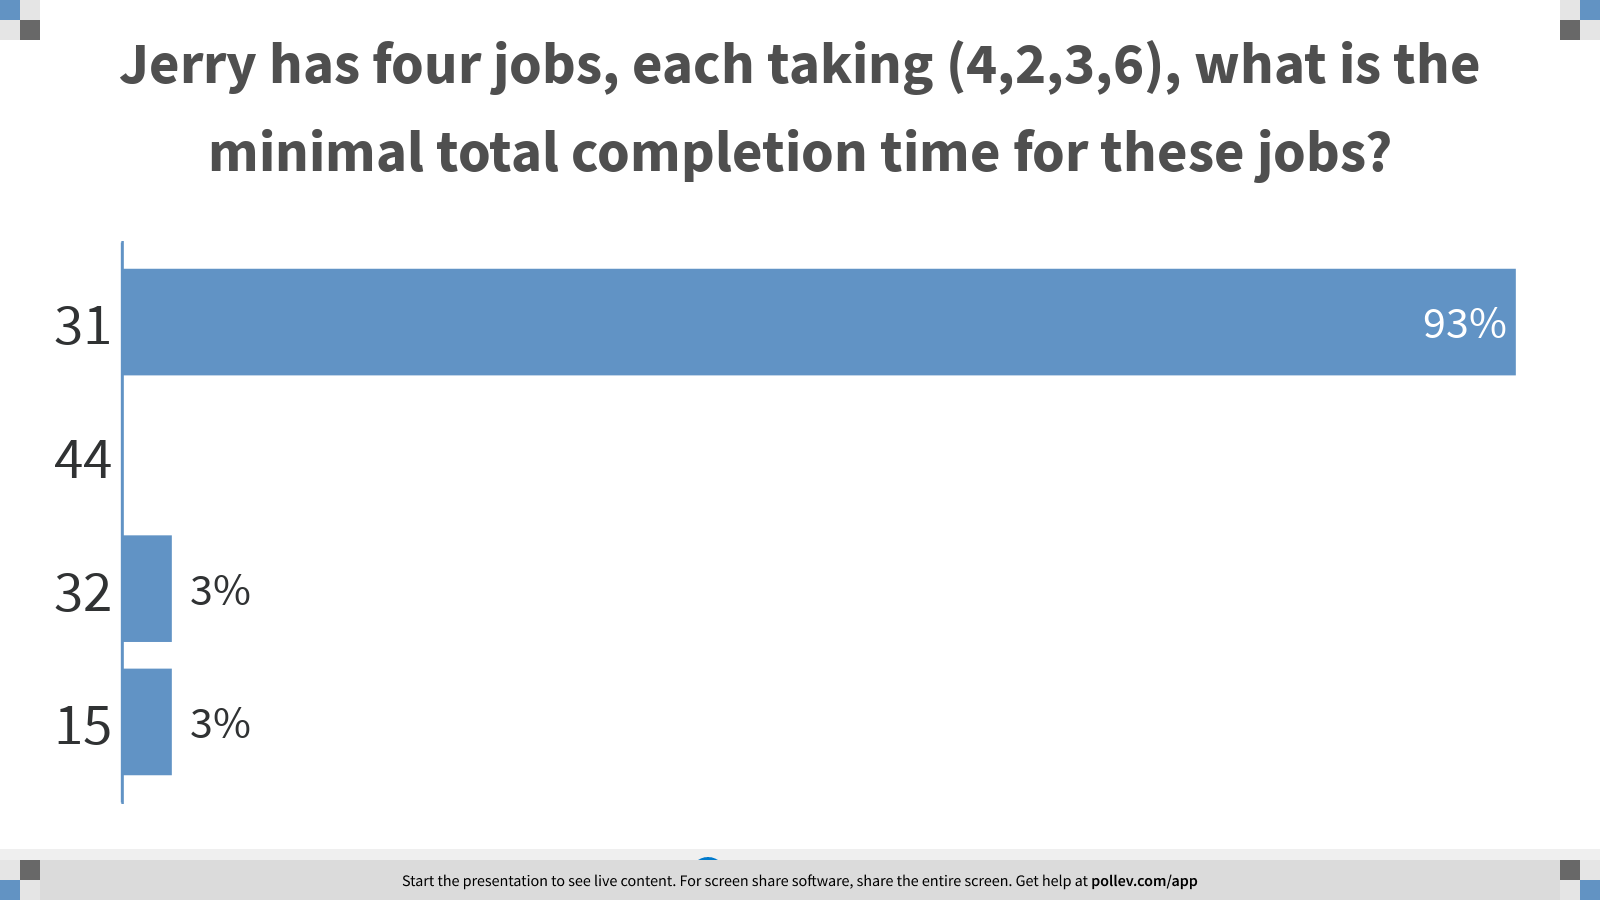 Jerry has four jobs, each taking (4,2,3,6), what is the
minimal total completion time for these jobs?
31
93%
44
32
3%
15
3%
Start the presentation to see live content. For screen share software, share the entire screen. Get help at pollev.com/app